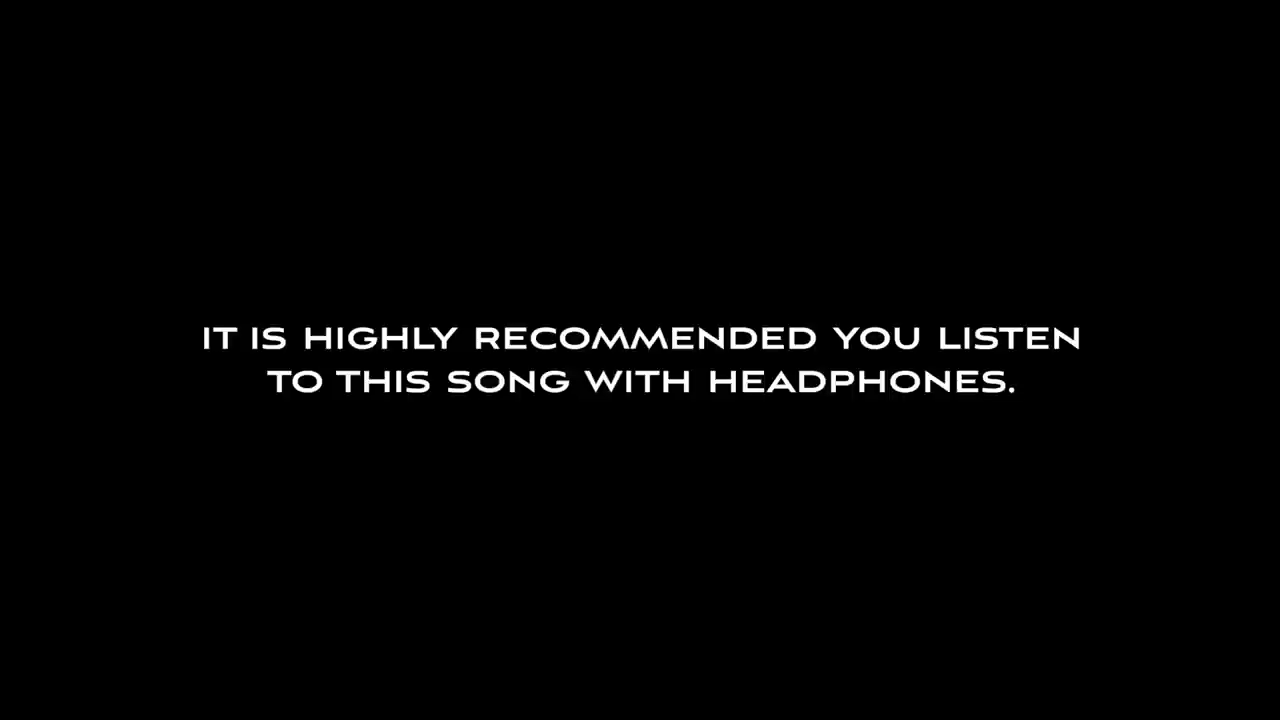 IT IS HIGHLY RECOMMENDED YOU LISTEN
TO THIS SONG WITH HEADPHONES.